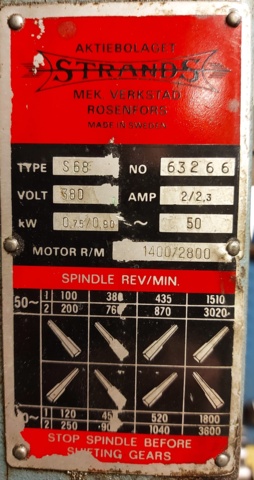 AKTIEBOLAGET
STRANDS
MEK. VERKSTAD
ROSENFORS
MADE IN SWEDEN
TYPE S68 NO 63266
VOLT 380 AMP 2/2,3
kW 0,75/0,90 ~ 50
MOTOR R/M 1400/2800
SPINDLE REV/MIN.
50~ 1 100 380 435 1510
2 200 760 870 3020
1 120 520 1800
2 250 1040 3600
STOP SPINDLE BEFORE
SHIFTING GEARS